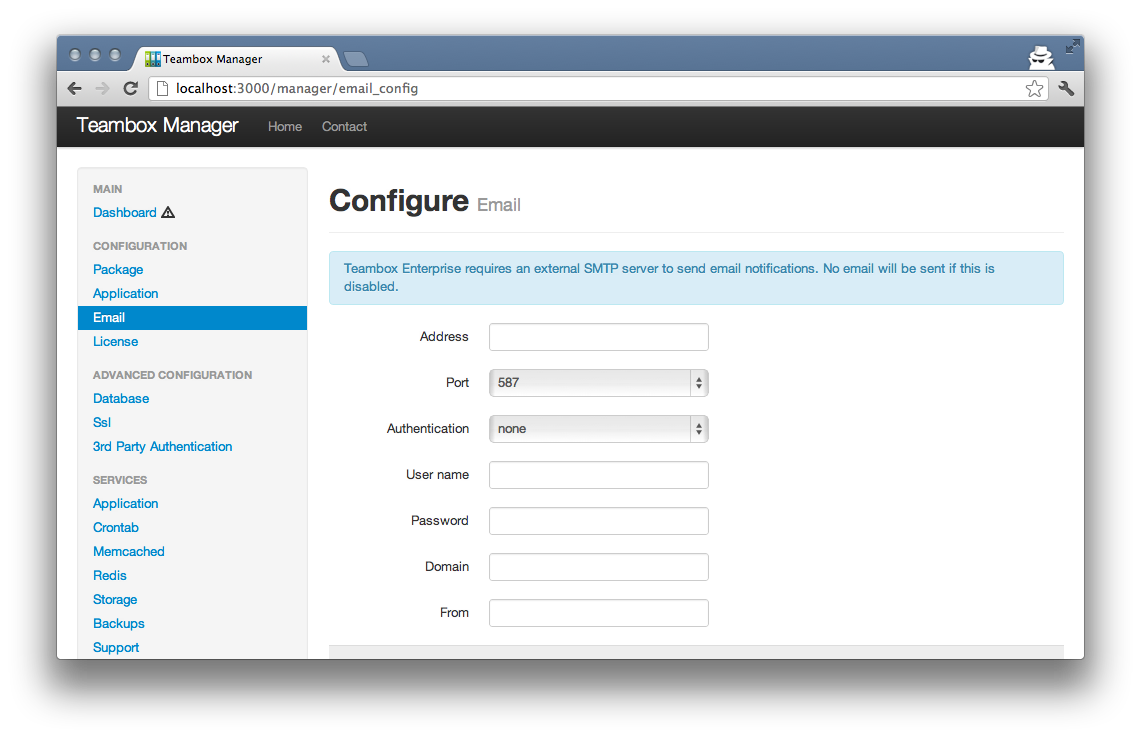 Teambox Manager
localhost:3000/manager/email_config
Teambox Manager Home Contact
MAIN
Dashboard
CONFIGURATION
Package
Application
Email
License
ADVANCED CONFIGURATION
Database
Ssl
3rd Party Authentication
SERVICES
Application
Crontab
Memcached
Redis
Storage
Backups
Support
Configure Email
Teambox Enterprise requires an external SMTP server to send email notifications. No email will be sent if this is
disabled.
Address
Port 587
Authentication none
User name
Password
Domain
From